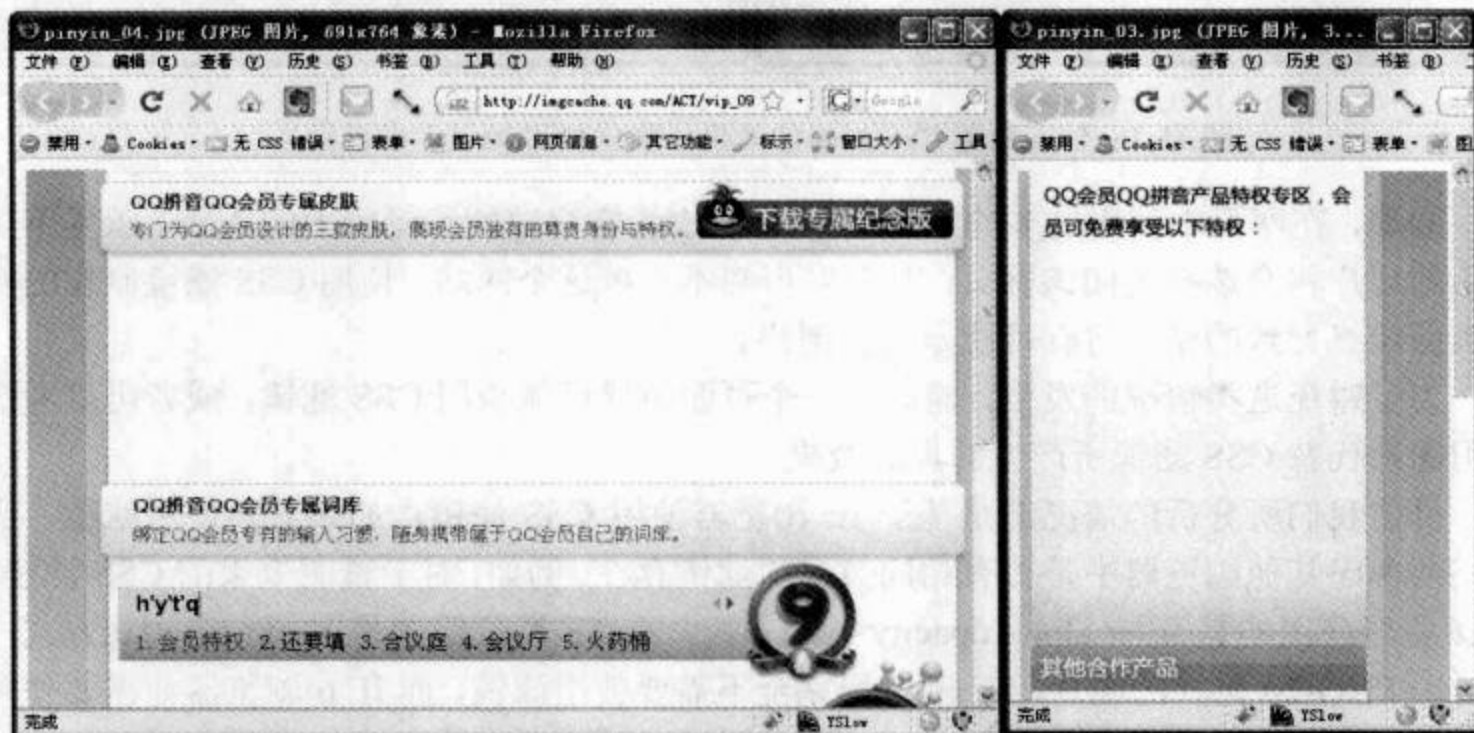 pinyin_04.jpg (JPEG 图片, 691x764 象素) - Mozilla Firefox
文件 (F) 编辑 (E) 查看 (V) 历史 (S) 书签 (B) 工具 (T) 帮助 (H)
http://imgcache.qq.com/ACT/vip_09 Google
禁用 Cookies 无 CSS 错误 表单 图片 网页信息 其它功能 标示 窗口大小 工具
QQ拼音QQ会员专属皮肤
专门为QQ会员设计的三款皮肤，展现会员独有的尊贵身份与特权。
下载专属纪念版
QQ拼音QQ会员专属词库
绑定QQ会员专有的输入习惯，随身携带属于QQ会员自己的词库。
h'y't'q
1.会员特权 2.还要填 3.合议庭 4.会议厅 5.火药桶
9
完成 YSlow
pinyin_03.jpg (JPEG 图片, 3...
文件 (F) 编辑 (E) 查看 (V) 历史 (S) 书签 (B)
禁用 Cookies 无 CSS 错误 表单 图
QQ会员QQ拼音产品特权专区，会
员可免费享受以下特权：
其他合作产品
完成 YSlow